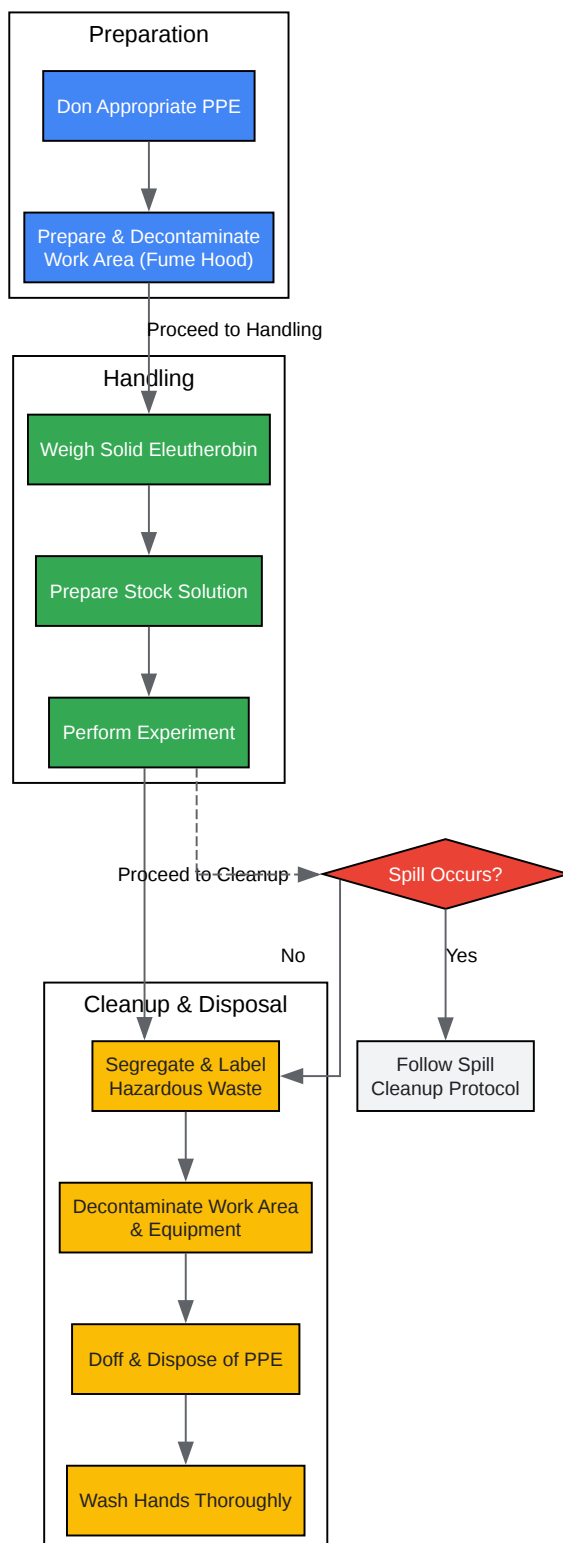 Preparation
Don Appropriate PPE
Prepare & Decontaminate
Work Area (Fume Hood)
Proceed to Handling
Handling
Weigh Solid Eleutherobin
Prepare Stock Solution
Perform Experiment
Proceed to Cleanup
Spill Occurs?
No
Yes
Cleanup & Disposal
Segregate & Label
Hazardous Waste
Follow Spill
Cleanup Protocol
Decontaminate Work Area
& Equipment
Doff & Dispose of PPE
Wash Hands Thoroughly